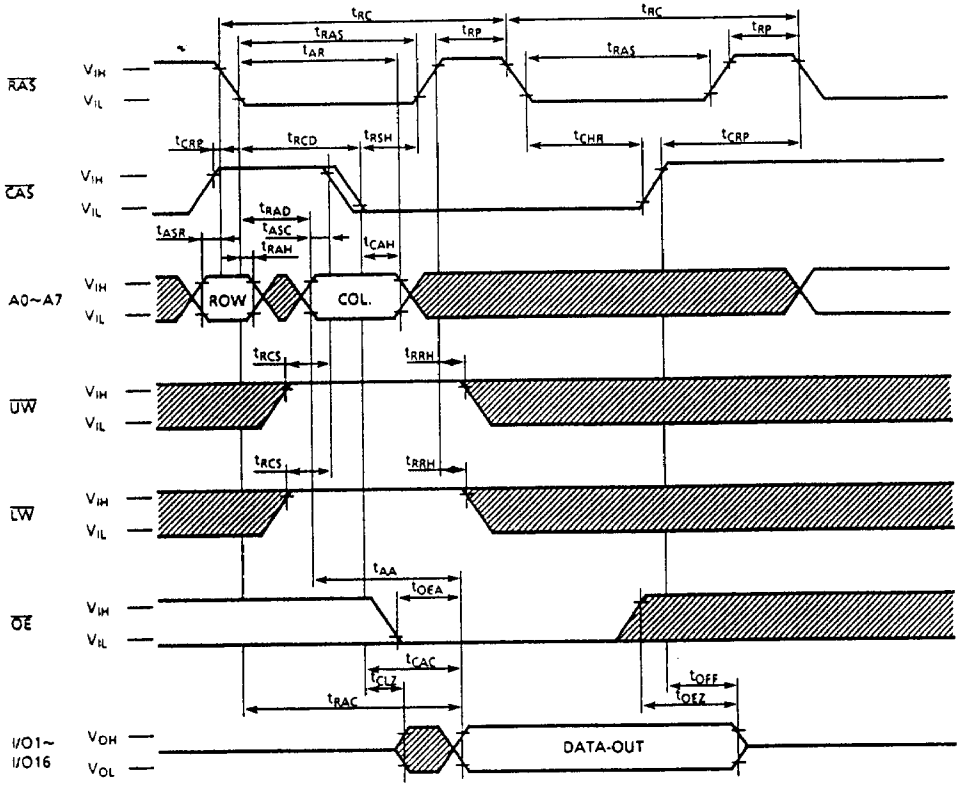 tRC tRC
tRAS tRP tRP
tAR tRAS
RAS VIH
VIL
tCRP tRCD tRSH tCHR tCRP
CAS VIH
VIL
tRAD
tASR tASC
tRAH tCAH
A0~A7 VIH
ROW COL.
VIL
tRCS tRRH
UW VIH
VIL
tRCS tRRH
LW VIH
VIL
tAA
tOEA
OE VIH
VIL
tCAC
tCLZ tOFF
tRAC tOEZ
I/O1~ VOH
I/O16 DATA-OUT
VOL